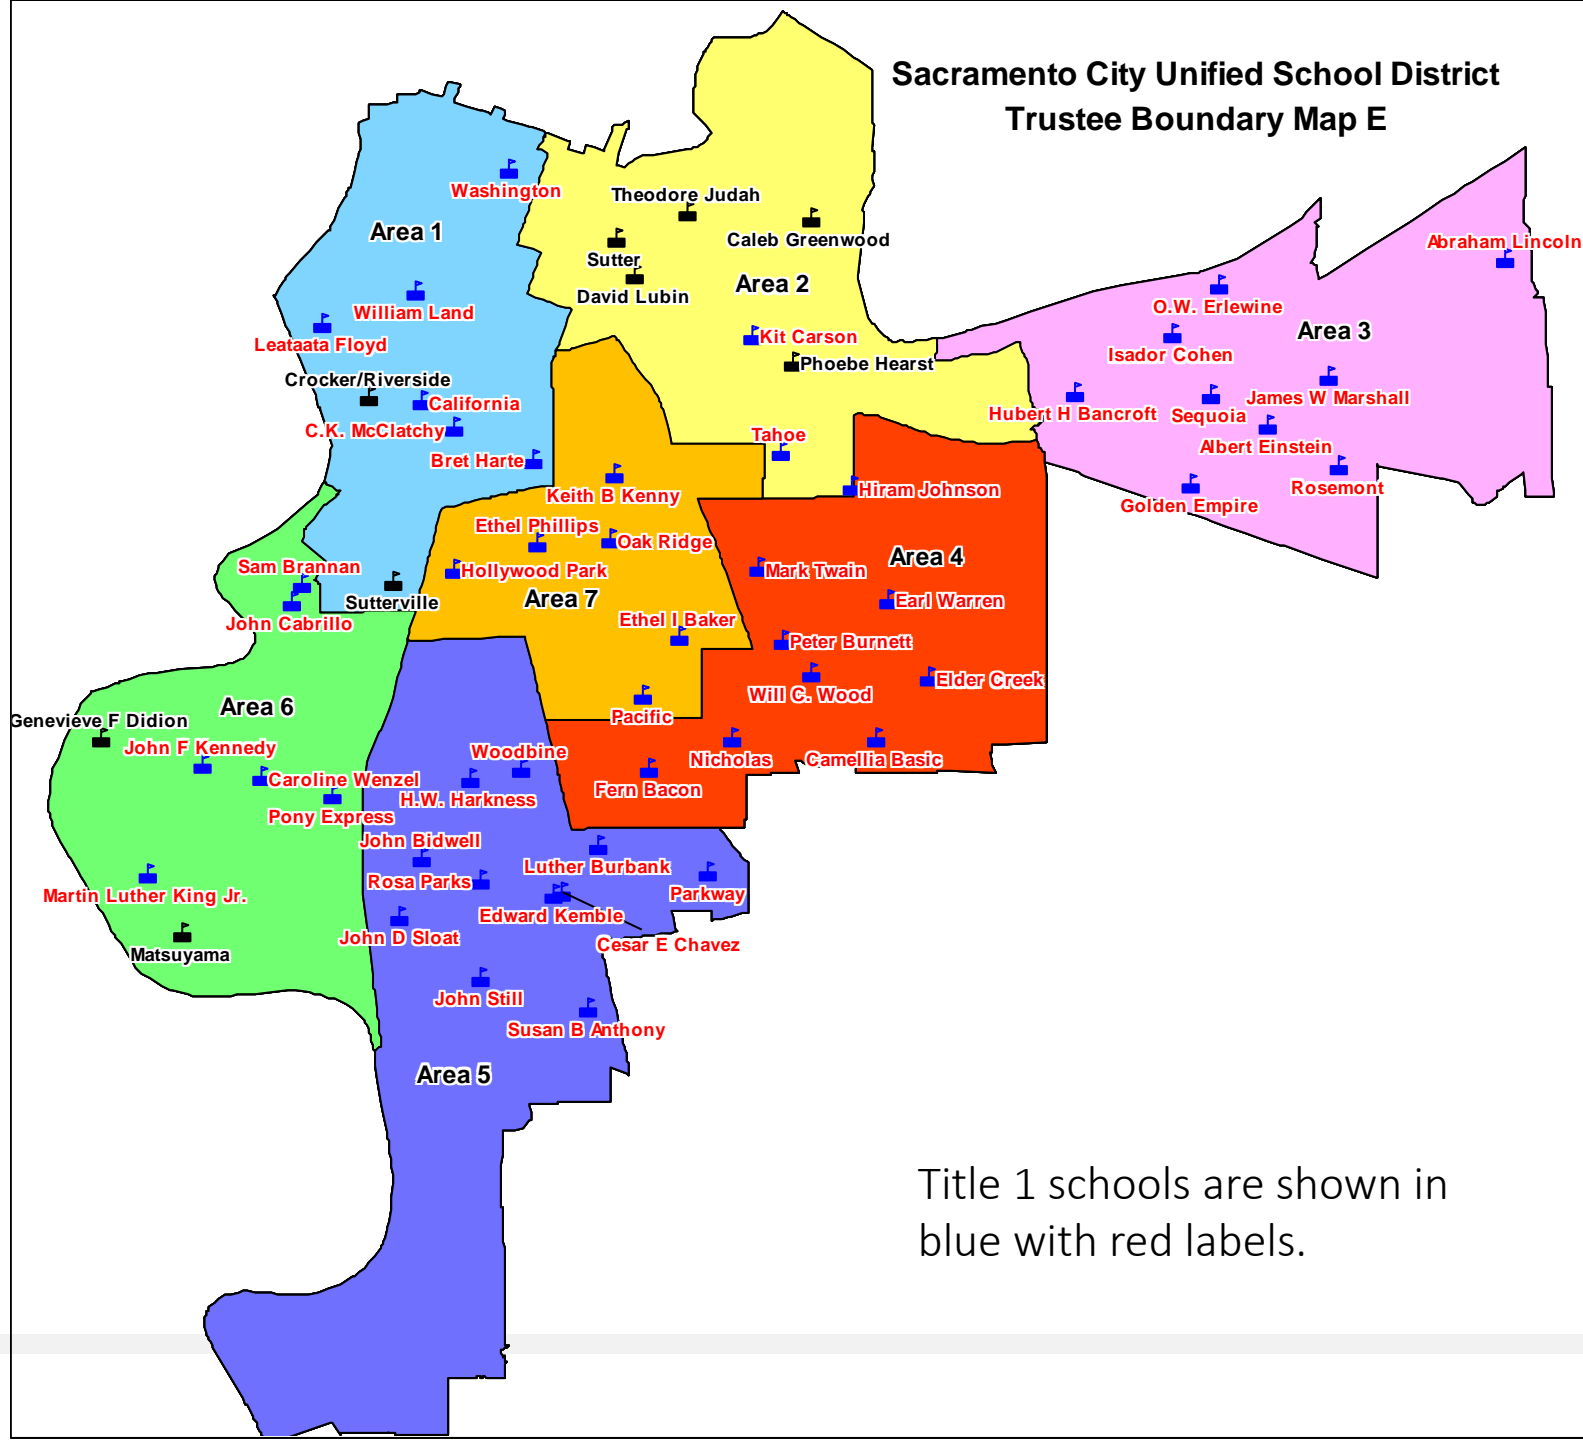 Sacramento City Unified School District
Trustee Boundary Map E
Washington
Theodore Judah
Area 1
Caleb Greenwood
Sutter
Abraham Lincoln
David Lubin
Area 2
William Land
O.W. Erlewine
Leataata Floyd
Kit Carson
Area 3
Isador Cohen
Phoebe Hearst
Crocker/Riverside
California
James W Marshall
Hubert H Bancroft
Sequoia
C.K. McClatchy
Tahoe
Albert Einstein
Bret Harte
Keith B Kenny
Hiram Johnson
Rosemont
Golden Empire
Ethel Phillips
Oak Ridge
Area 4
Sam Brannan
Hollywood Park
Mark Twain
Sutterville
Area 7
Earl Warren
John Cabrillo
Ethel I Baker
Peter Burnett
Elder Creek
Will C. Wood
Area 6
Pacific
Genevieve F Didion
John F Kennedy
Woodbine
Nicholas
Camellia Basic
Caroline Wenzel
Fern Bacon
H.W. Harkness
Pony Express
John Bidwell
Luther Burbank
Rosa Parks
Martin Luther King Jr.
Parkway
Edward Kemble
John D Sloat
Cesar E Chavez
Matsuyama
John Still
Susan B Anthony
Area 5
Title 1 schools are shown in
blue with red labels.